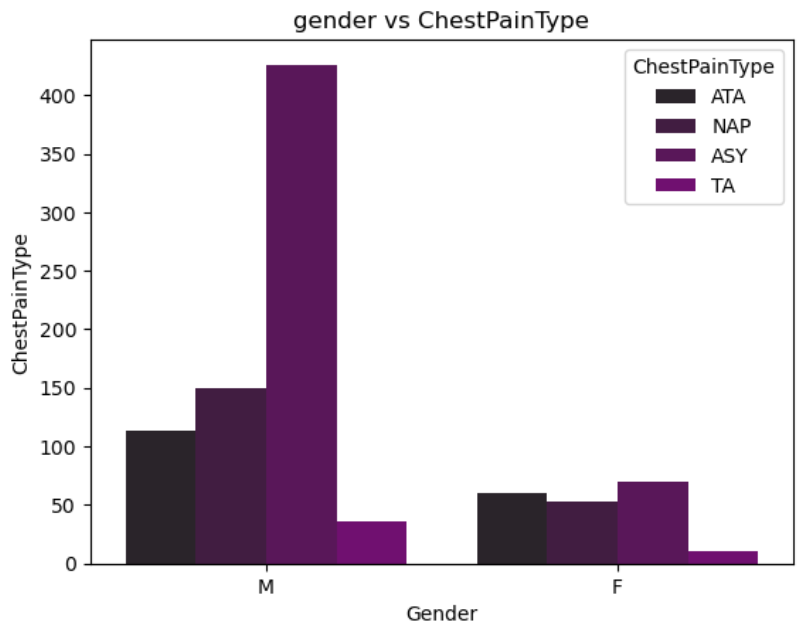 gender vs ChestPainType
ChestPainType
ATA
NAP
ASY
TA
400
350
300
250
200
150
100
50
0
ChestPainType
M
F
Gender